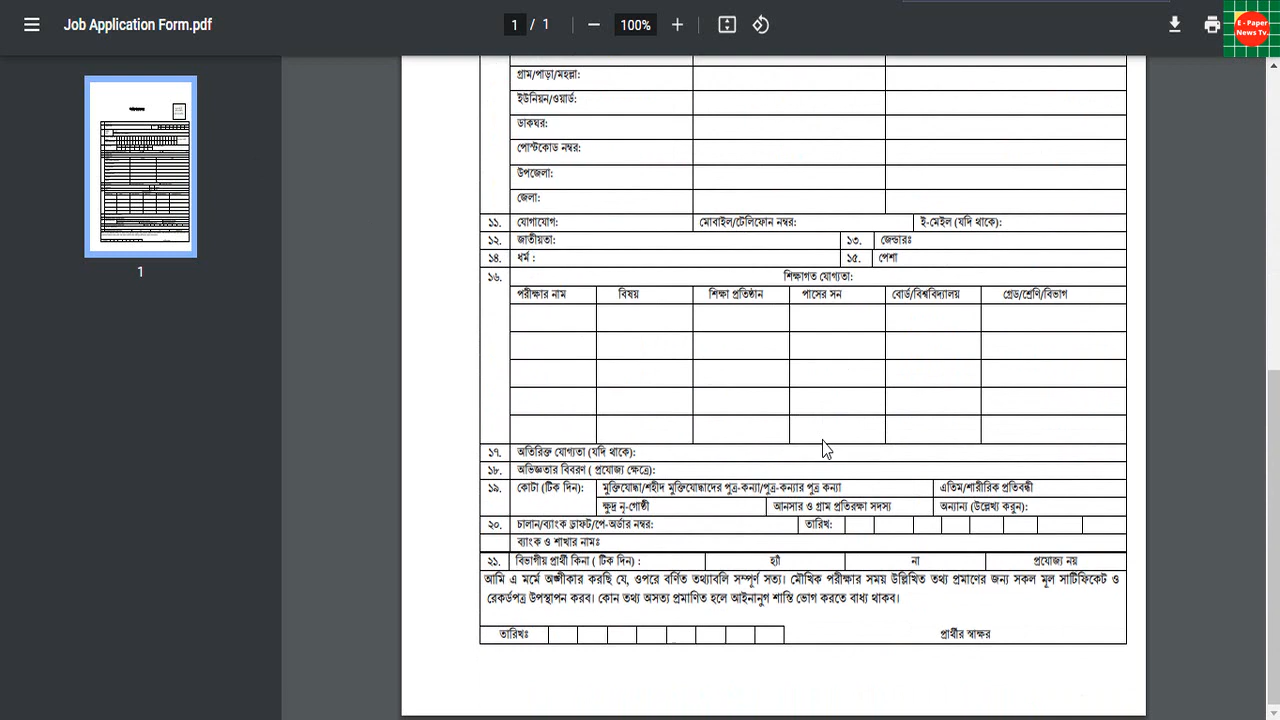 Job Application Form.pdf
1 / 1
100%
E - Paper
News Tv.
1
গ্রাম/পাড়া/মহল্লা:
ইউনিয়ন/ওয়ার্ড:
ডাকঘর:
পোস্টকোড নম্বর:
উপজেলা:
জেলা:
১১. যোগাযোগ: মোবাইল/টেলিফোন নম্বর: ই-মেইল (যদি থাকে):
১২. জাতীয়তা: ১৩. জেন্ডারঃ
১৪. ধর্ম : ১৫. পেশা
১৬. শিক্ষাগত যোগ্যতা:
পরীক্ষার নাম বিষয় শিক্ষা প্রতিষ্ঠান পাসের সন বোর্ড/বিশ্ববিদ্যালয় গ্রেড/শ্রেণি/বিভাগ
১৭. অতিরিক্ত যোগ্যতা (যদি থাকে):
১৮. অভিজ্ঞতার বিবরণ ( প্রযোজ্য ক্ষেত্রে):
১৯. কোটা (টিক দিন): মুক্তিযোদ্ধা/শহীদ মুক্তিযোদ্ধাদের পুত্র-কন্যা/পুত্র-কন্যার পুত্র কন্যা এতিম/শারীরিক প্রতিবন্ধী
ক্ষুদ্র নৃ-গোষ্ঠী আনসার ও গ্রাম প্রতিরক্ষা সদস্য অন্যান্য (উল্লেখ করুন):
২০. চালান/ব্যাংক ড্রাফট/পে-অর্ডার নম্বর: তারিখ:
ব্যাংক ও শাখার নামঃ
২১. বিভাগীয় প্রার্থী কিনা ( টিক দিন) : হ্যাঁ না প্রযোজ্য নয়
আমি এ মর্মে অঙ্গীকার করছি যে, ওপরে বর্ণিত তথ্যাবলি সম্পূর্ণ সত্য। মৌখিক পরীক্ষার সময় উল্লিখিত তথ্য প্রমাণের জন্য সকল মূল সার্টিফিকেট ও
রেকর্ডপত্র উপস্থাপন করব। কোন তথ্য অসত্য প্রমাণিত হলে আইনানুগ শাস্তি ভোগ করতে বাধ্য থাকব।
তারিখঃ প্রার্থীর স্বাক্ষর